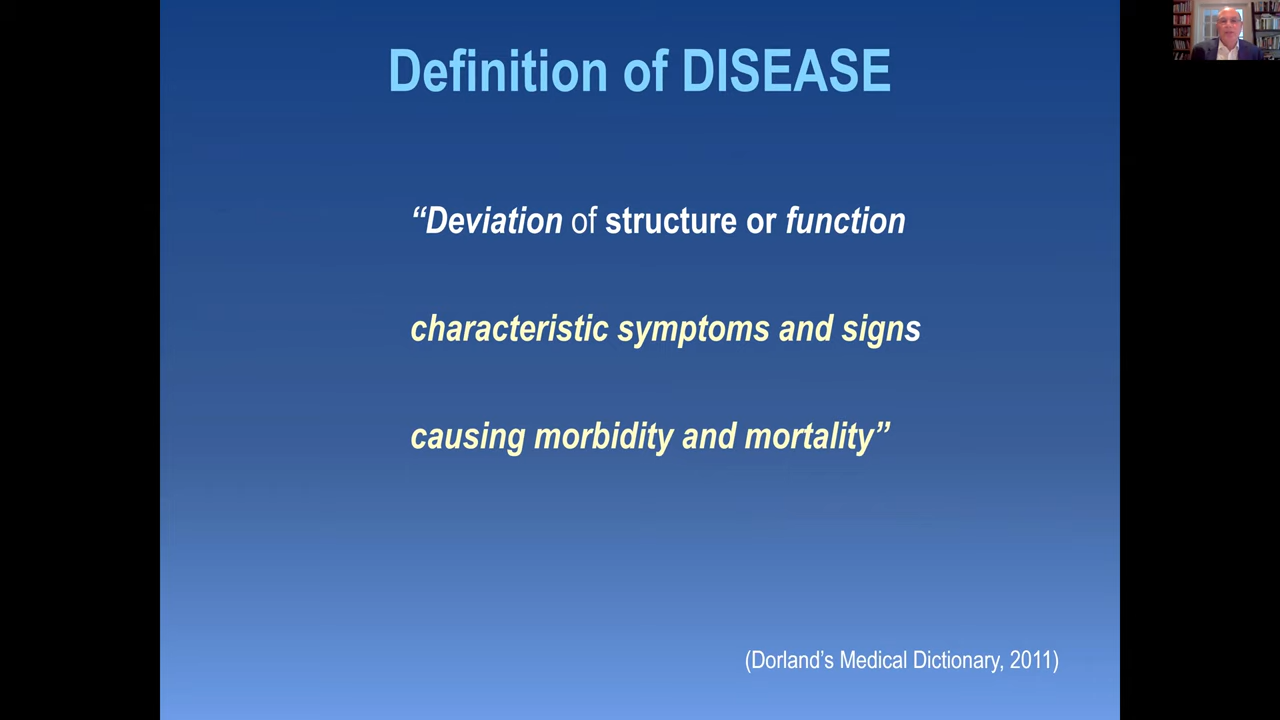 Definition of DISEASE
“Deviation of structure or function
characteristic symptoms and signs
causing morbidity and mortality”
(Dorland’s Medical Dictionary, 2011)